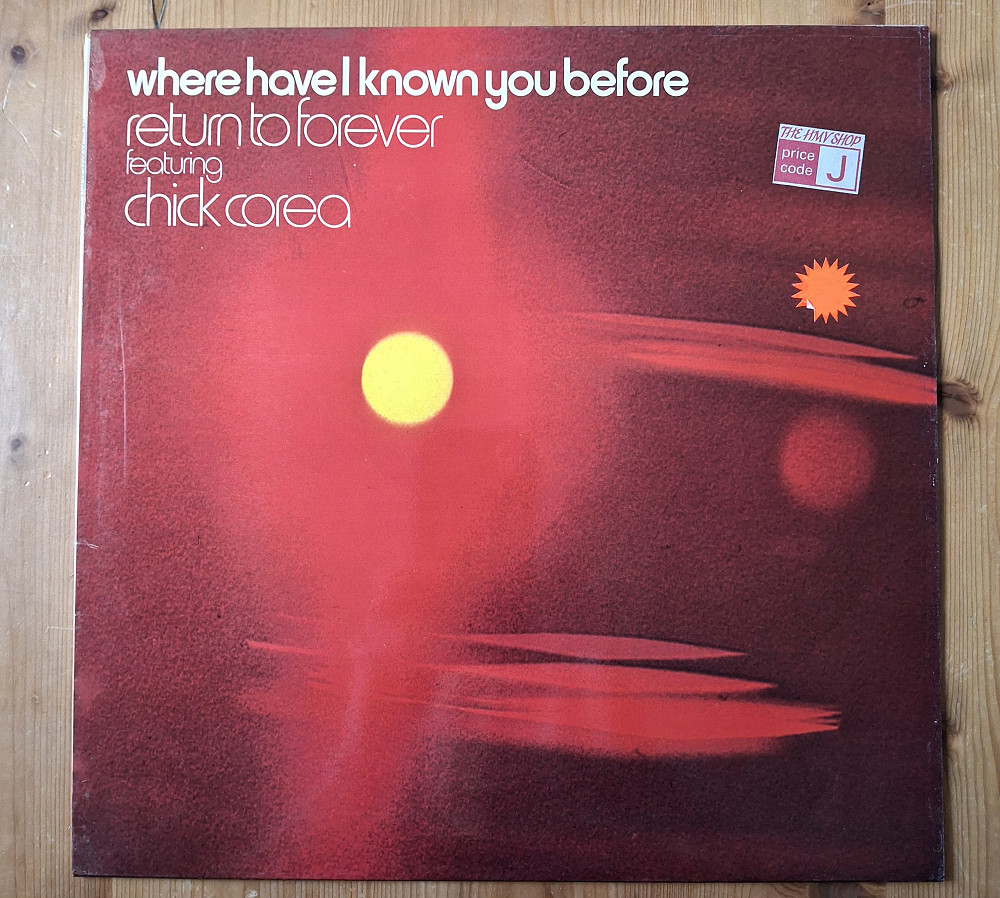 where have I known you before
return to forever
featuring
chick corea
THE HMV SHOP
price
code
J